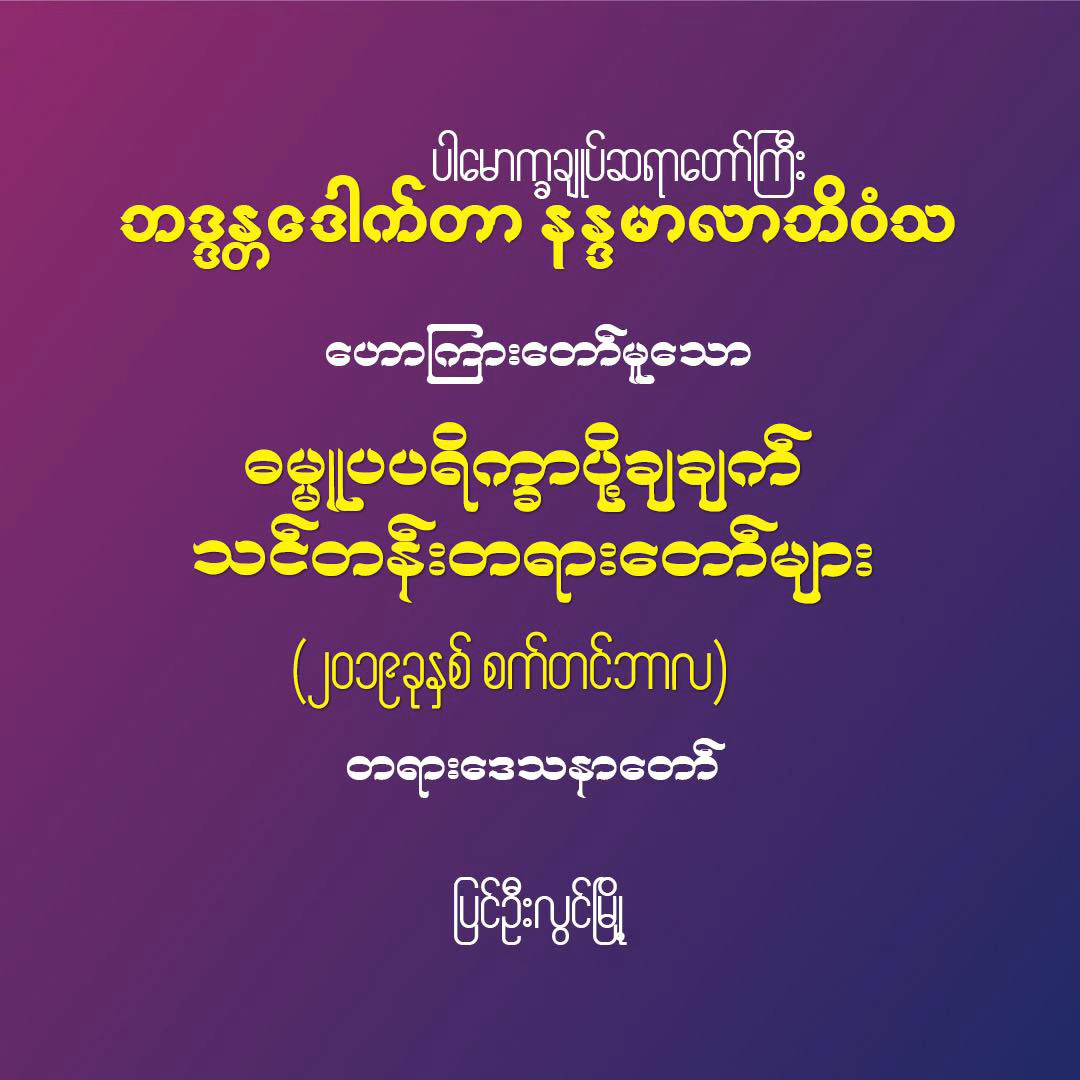 ပါမောက္ခချုပ်ဆရာတော်ကြီး
ဘဒ္ဒန္တဒေါက်တာ နန္ဒမာလာဘိဝံသ
ဟောကြားတော်မူသော
ဓမ္မူပပရိက္ခာပို့ချချက်
သင်တန်းတရားတော်များ
(၂၀၁၉ခုနှစ် စက်တင်ဘာလ)
တရားဒေသနာတော်
ပြင်ဦးလွင်မြို့